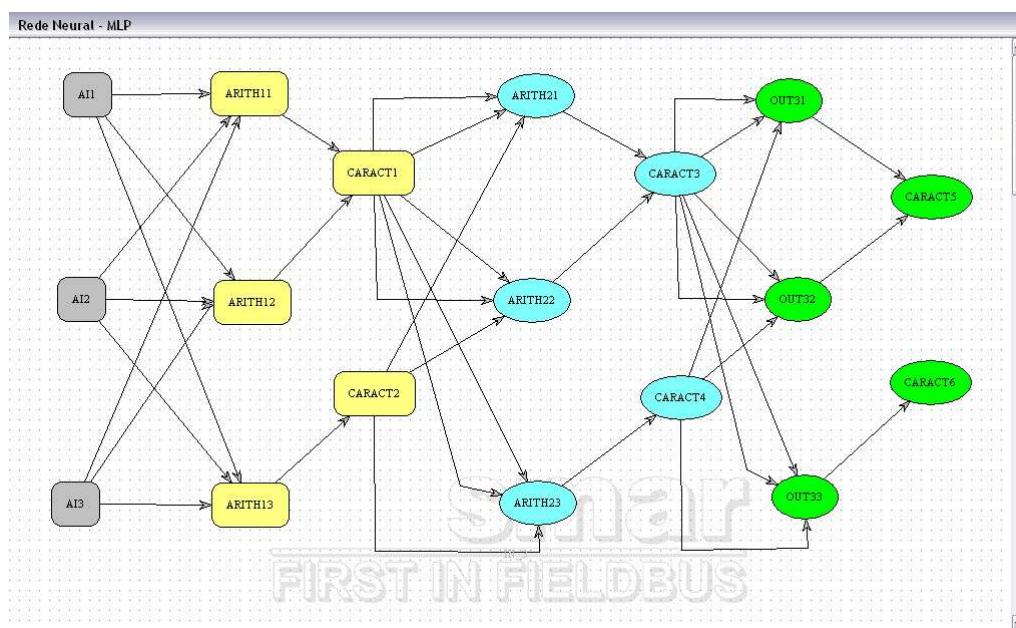 Rede Neural - MLP
AI1
ARITH11
ARITH21
OUT31
CARACT1
CARACT3
CARACT5
AI2
ARITH12
ARITH22
OUT32
CARACT2
CARACT4
CARACT6
AI3
ARITH13
ARITH23
OUT33
smar
FIRST IN FIELDBUS